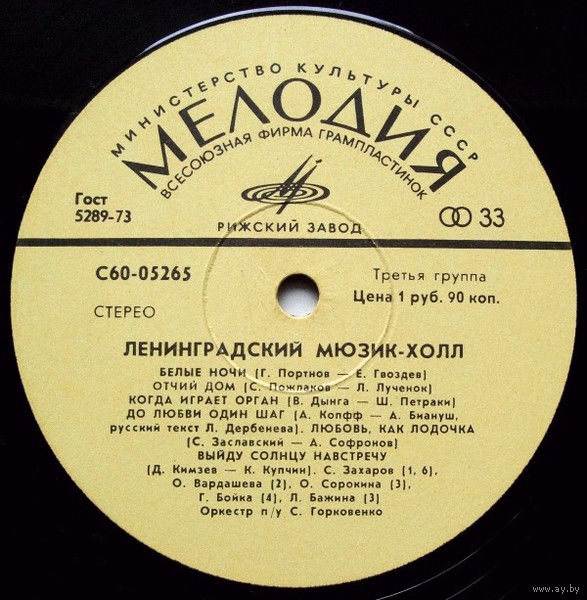 МИНИСТЕРСТВО КУЛЬТУРЫ СССР
МЕЛОДИЯ
ВСЕСОЮЗНАЯ ФИРМА ГРАМПЛАСТИНОК
Гост
5289-73
РИЖСКИЙ ЗАВОД
33
С60-05265
Третья группа
Цена 1 руб. 90 коп.
СТЕРЕО
ЛЕНИНГРАДСКИЙ МЮЗИК-ХОЛЛ
БЕЛЫЕ НОЧИ (Г. Портнов — Е. Гвоздев)
ОТЧИЙ ДОМ (С. Пожлаков — Л. Лученок)
КОГДА ИГРАЕТ ОРГАН (В. Дынга — Ш. Петраки)
ДО ЛЮБВИ ОДИН ШАГ (А. Копфф — А. Биануш,
русский текст Л. Дербенева). ЛЮБОВЬ, КАК ЛОДОЧКА
(С. Заславский — А. Софронов)
ВЫЙДУ СОЛНЦУ НАВСТРЕЧУ
(Д. Кимзев — К. Купчин). С. Захаров (1, 6),
О. Вардашева (2), О. Сорокина (3),
Г. Бойка (4), Л. Бажина (3)
Оркестр п/у С. Горковенко
www.ay.by